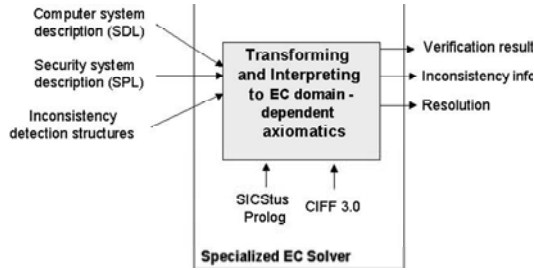 Computer system
description (SDL)
Security system
description (SPL)
Inconsistency
detection structures
Transforming
and Interpreting
to EC domain -
dependent
axiomatics
Verification result
Inconsistency info
Resolution
SICStus
Prolog
CIFF 3.0
Specialized EC Solver